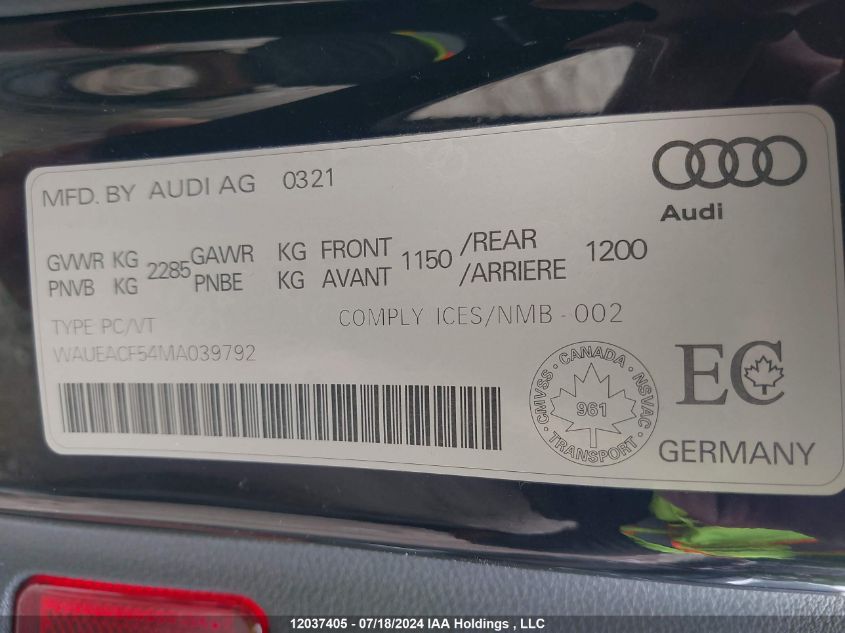 MFD. BY AUDI AG 0321
Audi
GVWR KG 2285 GAWR KG FRONT 1150 /REAR 1200
PNVB KG PNBE KG AVANT /ARRIERE
TYPE PC/VT COMPLY ICES/NMB-002
WAUEACF54MA039792
CMVSS CANADA NSVAC
961
TRANSPORT
EC
GERMANY
12037405 - 07/18/2024 IAA Holdings , LLC